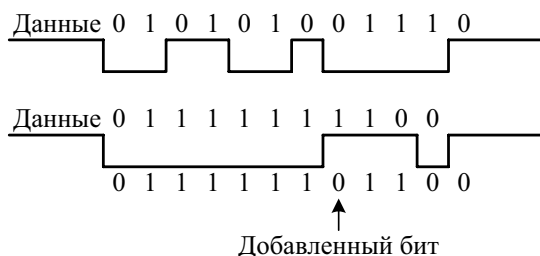 Данные 0 1 0 1 0 1 0 0 1 1 1 0
Данные 0 1 1 1 1 1 1 1 1 0 0
0 1 1 1 1 1 1 0 1 1 0 0
Добавленный бит